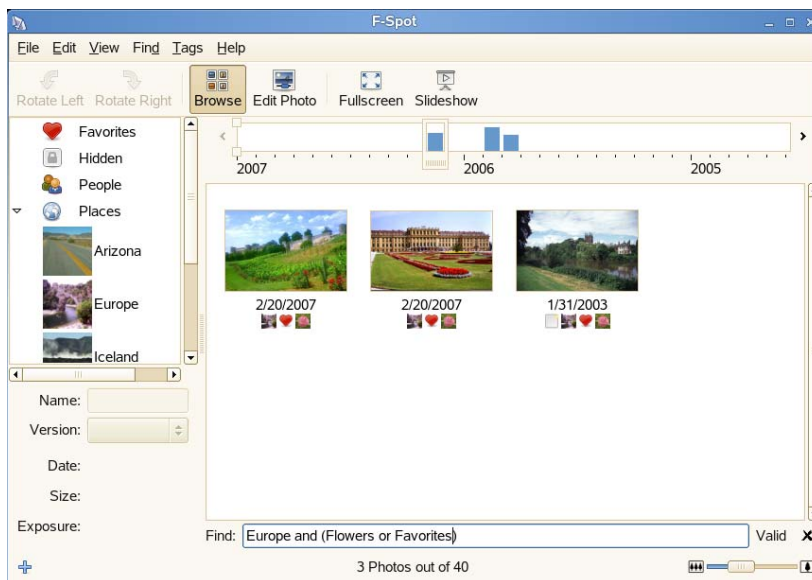 F-Spot
File Edit View Find Tags Help
Rotate Left Rotate Right Browse Edit Photo Fullscreen Slideshow
Favorites
Hidden
People
Places
Arizona
Europe
Iceland
2007 2006 2005
2/20/2007 2/20/2007 1/31/2003
Name:
Version:
Date:
Size:
Exposure:
Find: Europe and (Flowers or Favorites) Valid
3 Photos out of 40